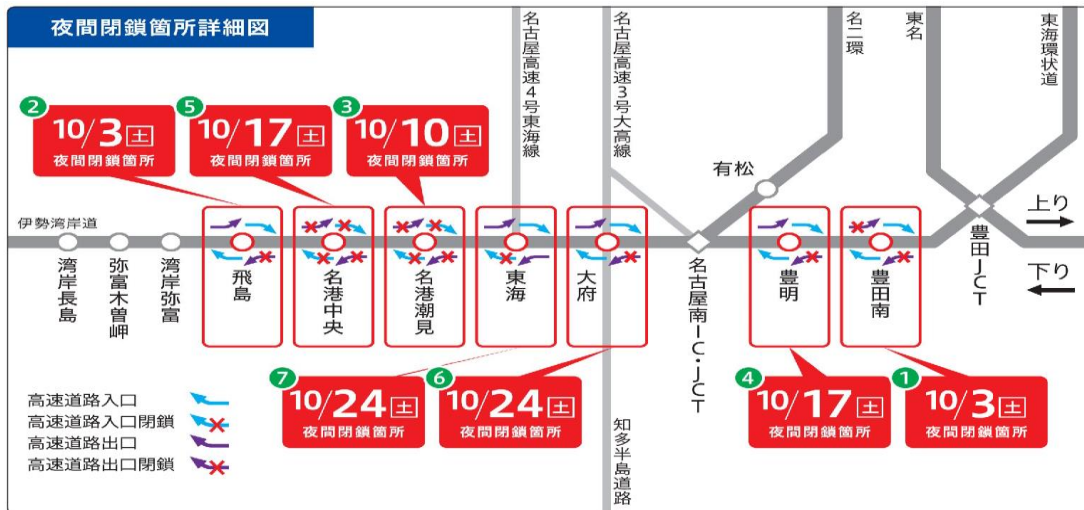 夜間閉鎖箇所詳細図
名古屋高速4号東海線
名古屋高速3号大高線
名二環
東名
東海環状道
2
10/3土
夜間閉鎖箇所
5
10/17土
夜間閉鎖箇所
3
10/10土
夜間閉鎖箇所
有松
伊勢湾岸道
上り
下り
湾岸長島
弥富木曽岬
湾岸弥富
飛島
名港中央
名港潮見
東海
大府
名古屋南IC・JCT
豊明
豊田南
豊田JCT
7
10/24土
夜間閉鎖箇所
6
10/24土
夜間閉鎖箇所
4
10/17土
夜間閉鎖箇所
1
10/3土
夜間閉鎖箇所
知多半島道路
高速道路入口
高速道路入口閉鎖
高速道路出口
高速道路出口閉鎖